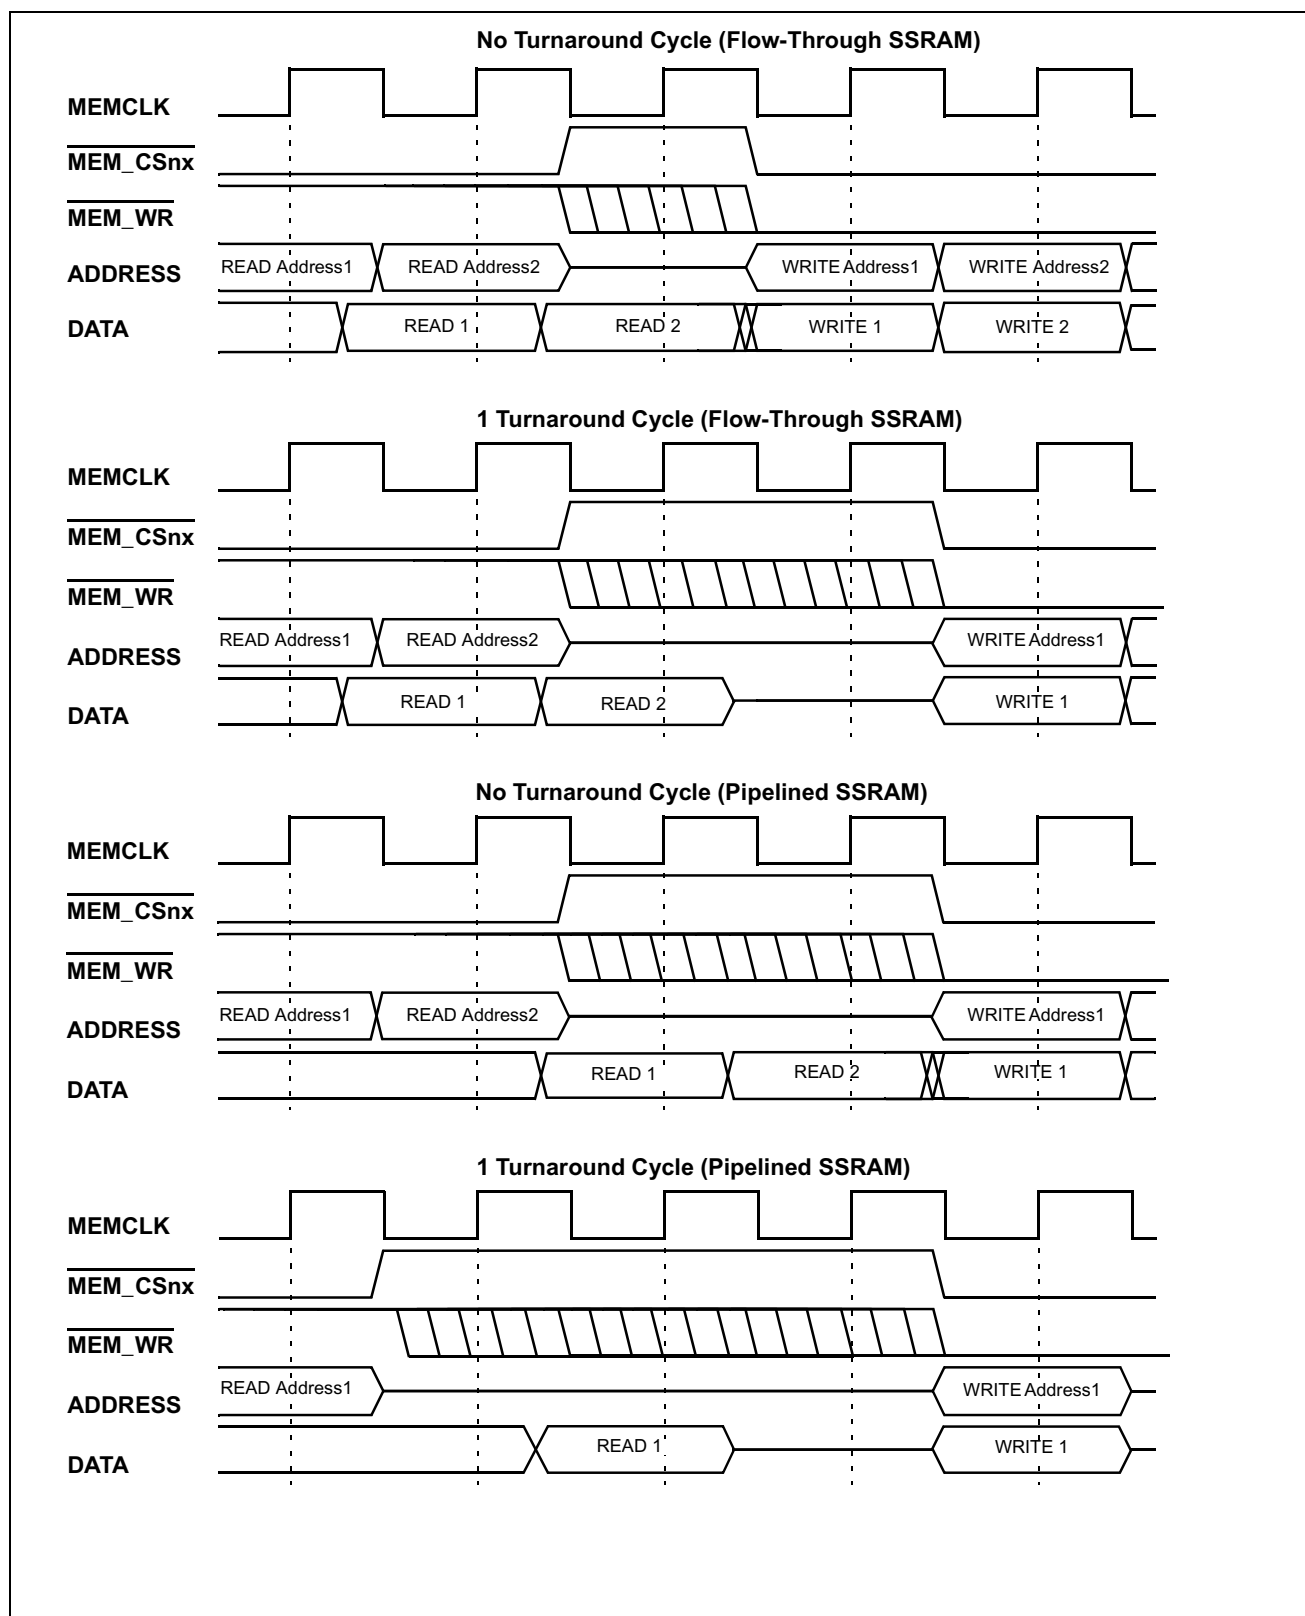 No Turnaround Cycle (Flow-Through SSRAM)
MEMCLK
MEM_CSnx
MEM_WR
ADDRESS READ Address1 READ Address2 WRITE Address1 WRITE Address2
DATA READ 1 READ 2 WRITE 1 WRITE 2
1 Turnaround Cycle (Flow-Through SSRAM)
MEMCLK
MEM_CSnx
MEM_WR
ADDRESS READ Address1 READ Address2 WRITE Address1
DATA READ 1 READ 2 WRITE 1
No Turnaround Cycle (Pipelined SSRAM)
MEMCLK
MEM_CSnx
MEM_WR
ADDRESS READ Address1 READ Address2 WRITE Address1
DATA READ 1 READ 2 WRITE 1
1 Turnaround Cycle (Pipelined SSRAM)
MEMCLK
MEM_CSnx
MEM_WR
ADDRESS READ Address1 WRITE Address1
DATA READ 1 WRITE 1